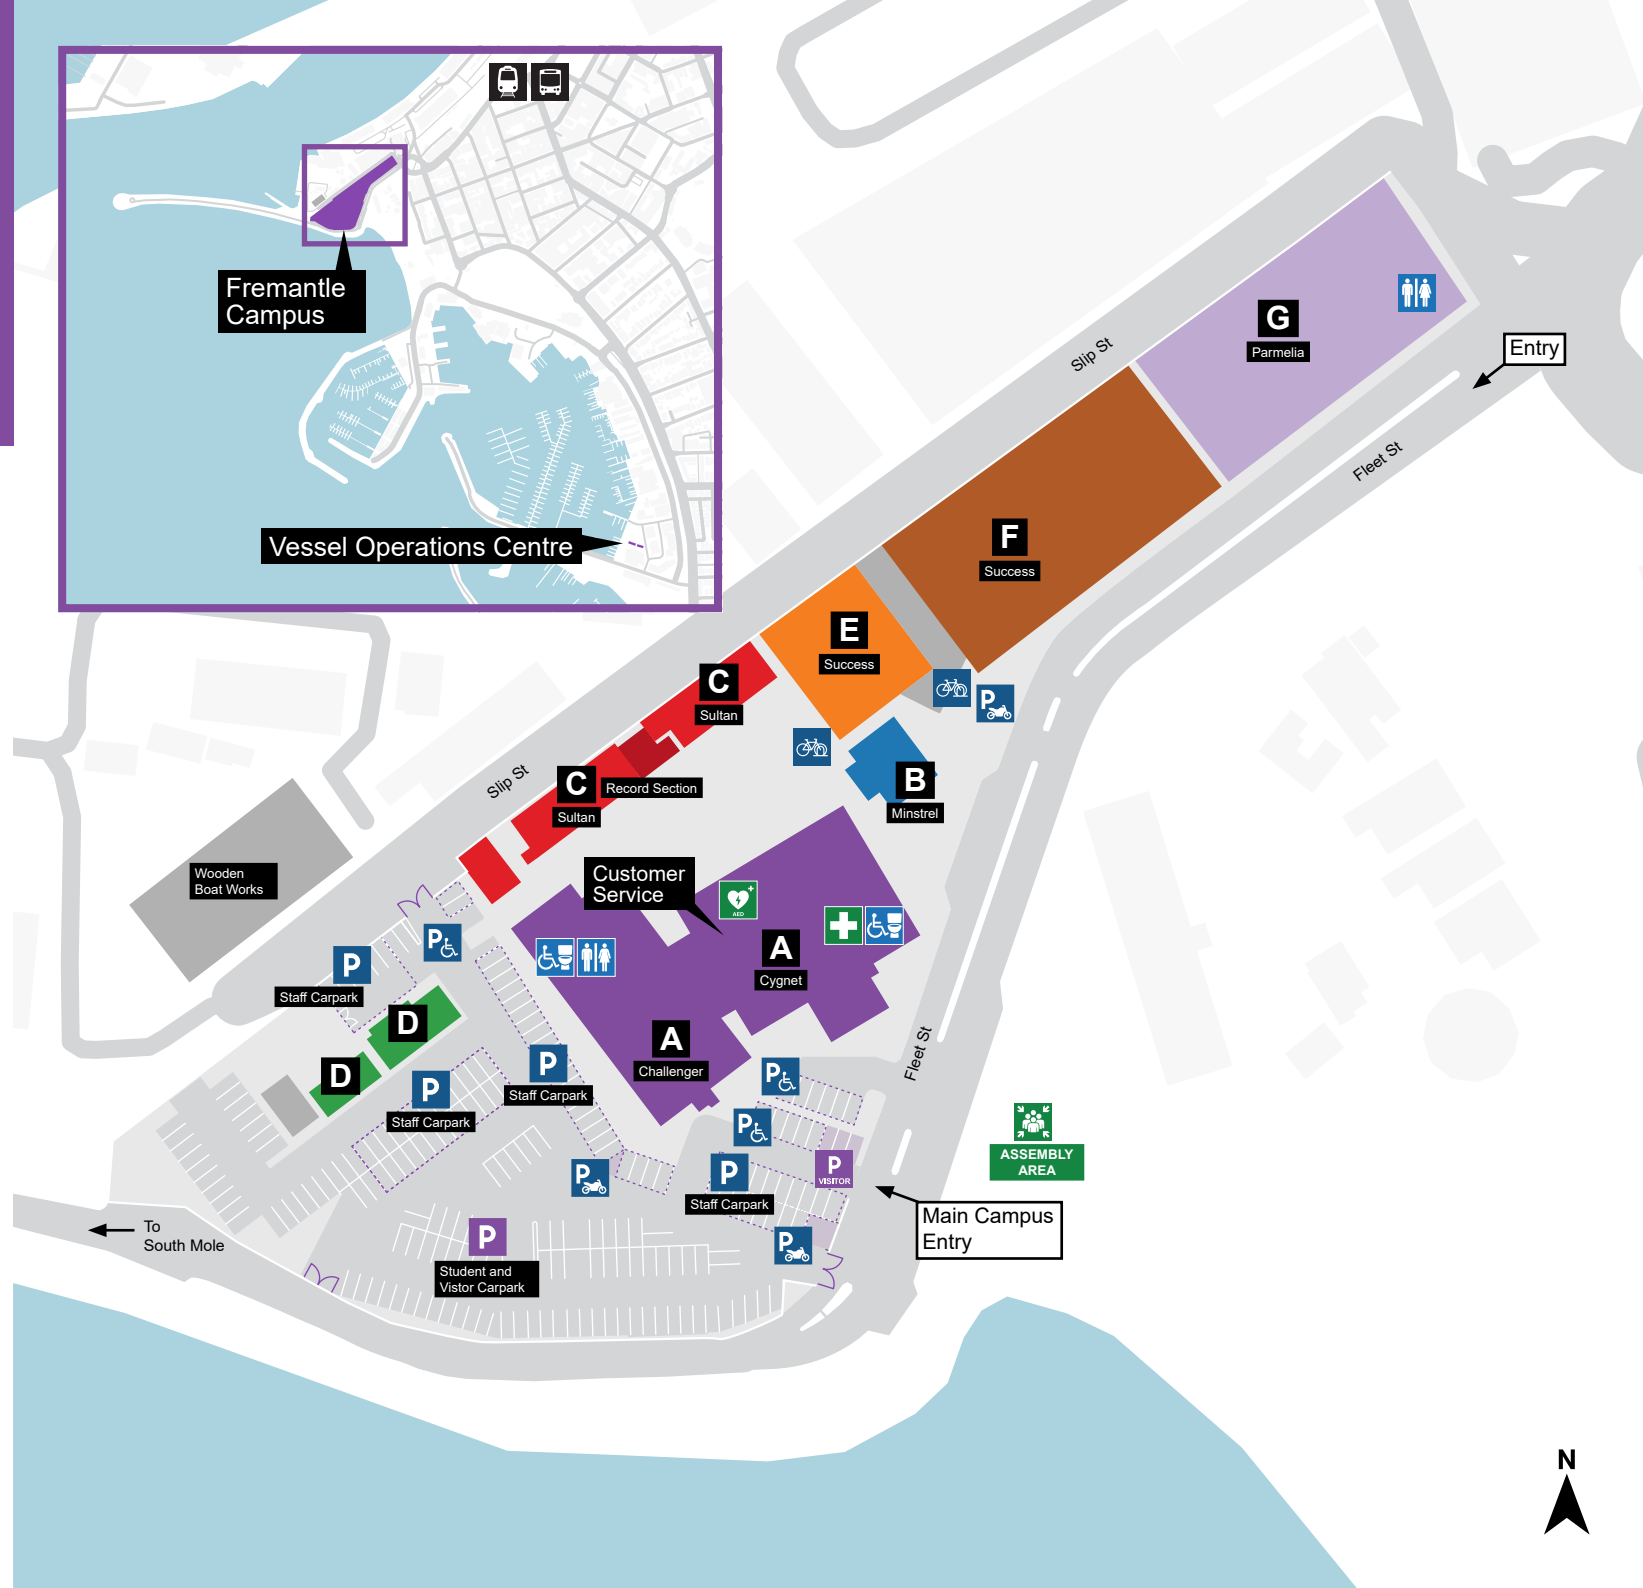 Fremantle
Campus
Vessel Operations Centre
Slip St
G
Parmelia
Entry
Fleet St
F
Success
E
Success
C
Sultan
P
Slip St
C
Record Section
Sultan
B
Minstrel
Wooden
Boat Works
Customer
Service
AED
P
P
Staff Carpark
A
Cygnet
D
A
Challenger
Fleet St
D
P
Staff Carpark
P
Staff Carpark
P
P
ASSEMBLY
AREA
P
P
Staff Carpark
P
VISITOR
Main Campus
Entry
To
South Mole
P
Student and
Vistor Carpark
P
N